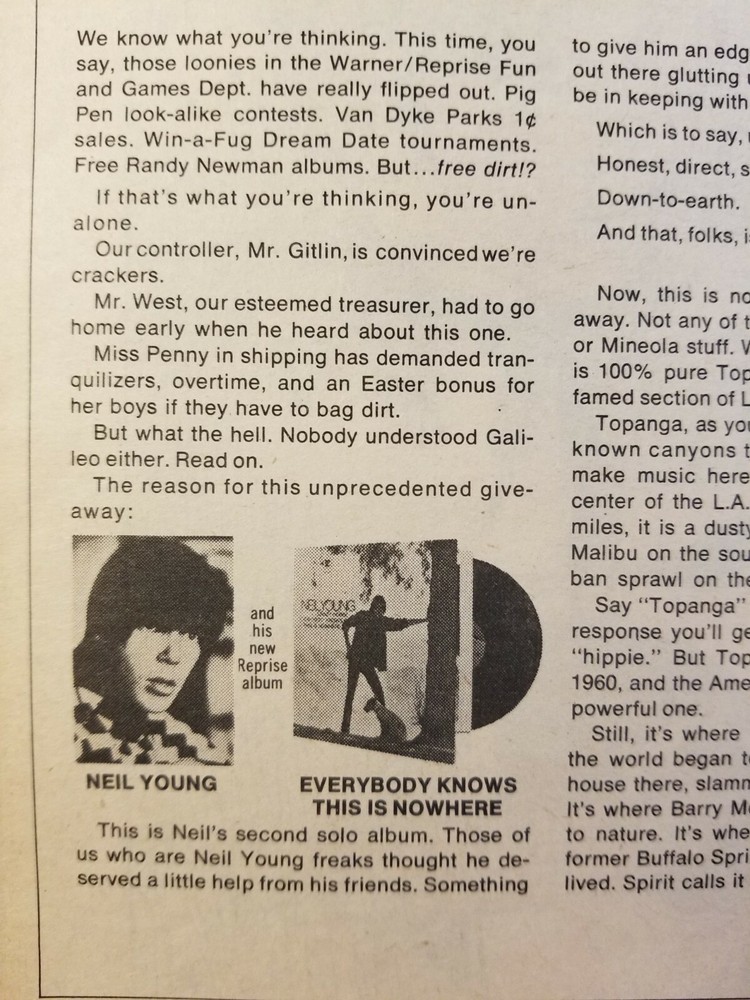 We know what you're thinking. This time, you
say, those loonies in the Warner/Reprise Fun
and Games Dept. have really flipped out. Pig
Pen look-alike contests. Van Dyke Parks 1¢
sales. Win-a-Fug Dream Date tournaments.
Free Randy Newman albums. But...free dirt!?
If that's what you're thinking, you're un-
alone.
Our controller, Mr. Gitlin, is convinced we're
crackers.
Mr. West, our esteemed treasurer, had to go
home early when he heard about this one.
Miss Penny in shipping has demanded tran-
quilizers, overtime, and an Easter bonus for
her boys if they have to bag dirt.
But what the hell. Nobody understood Gali-
leo either. Read on.
The reason for this unprecedented give-
away:
and
his
new
Reprise
album
NEIL YOUNG
NEIL YOUNG
EVERYBODY KNOWS
THIS IS NOWHERE
This is Neil's second solo album. Those of
us who are Neil Young freaks thought he de-
served a little help from his friends. Something
to give him an edg
out there glutting
be in keeping with
Which is to say,
Honest, direct, s
Down-to-earth.
And that, folks, i
Now, this is no
away. Not any of t
or Mineola stuff. W
is 100% pure Top
famed section of L
Topanga, as you
known canyons t
make music here
center of the L.A.
miles, it is a dusty
Malibu on the sou
ban sprawl on the
Say "Topanga"
response you'll ge
"hippie." But Top
1960, and the Ame
powerful one.
Still, it's where
the world began t
house there, slamm
It's where Barry M
to nature. It's whe
former Buffalo Spri
lived. Spirit calls it